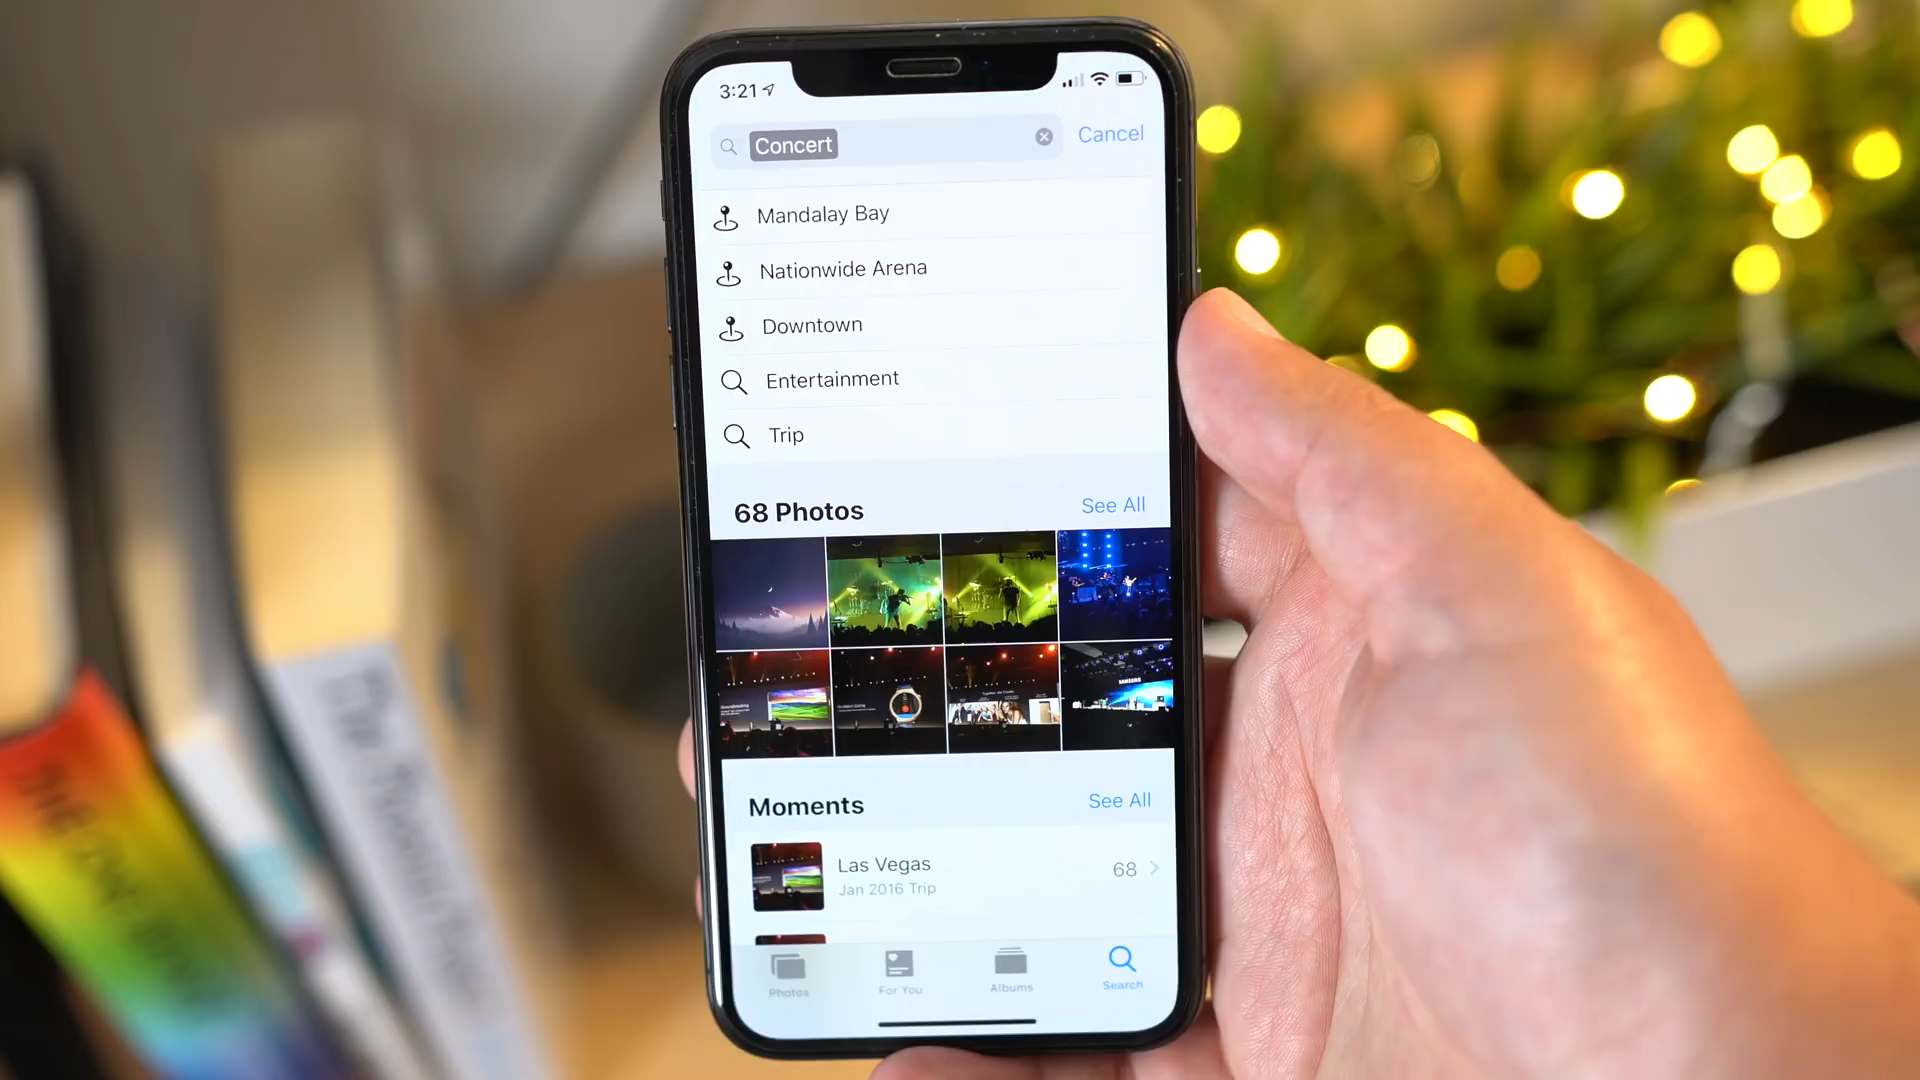 3:21
Concert
Cancel
Mandalay Bay
Nationwide Arena
Downtown
Entertainment
Trip
68 Photos
See All
SAMSUNG
Moments
See All
Las Vegas
68
Jan 2016 Trip
Photos
For You
Albums
Search